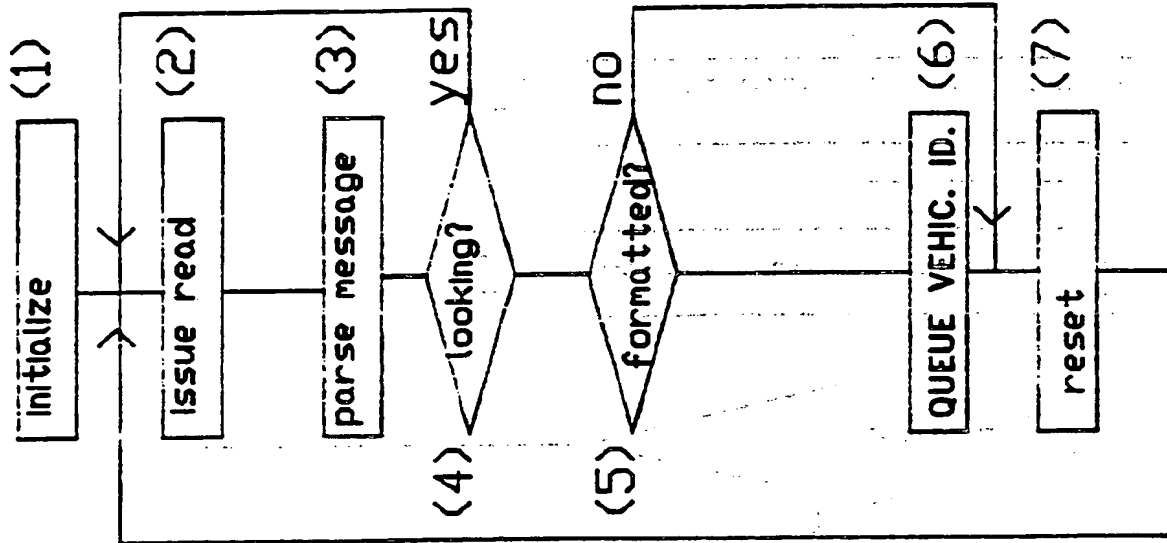 (1)
initialize
(2)
issue read
(3)
parse message
(4)
looking?
yes
(5)
formatted?
no
(6)
QUEUE VEHIC. ID.
(7)
reset